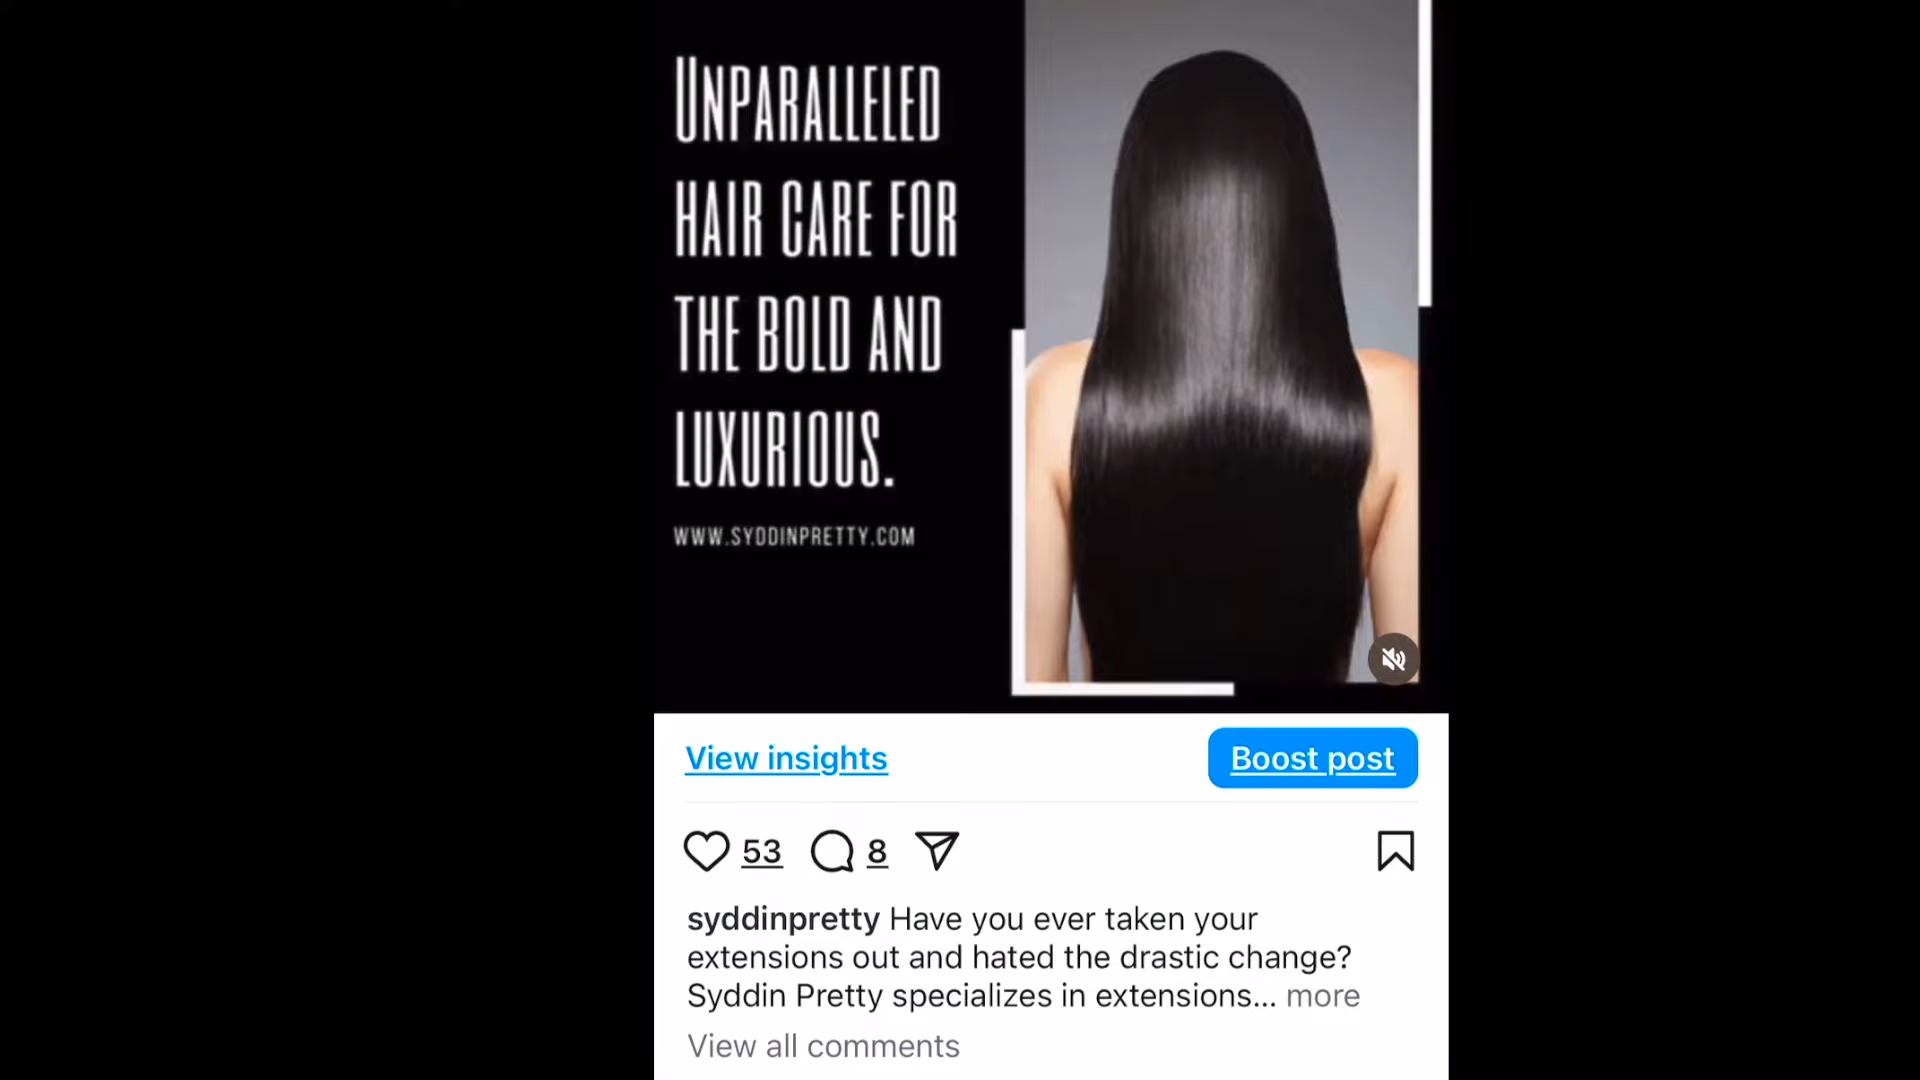 UNPARALLELED
HAIR CARE FOR
THE BOLD AND
LUXURIOUS.
WWW.SYDDINPRETTY.COM
View insights
Boost post
53
8
syddinpretty Have you ever taken your
extensions out and hated the drastic change?
Syddin Pretty specializes in extensions... more
View all comments